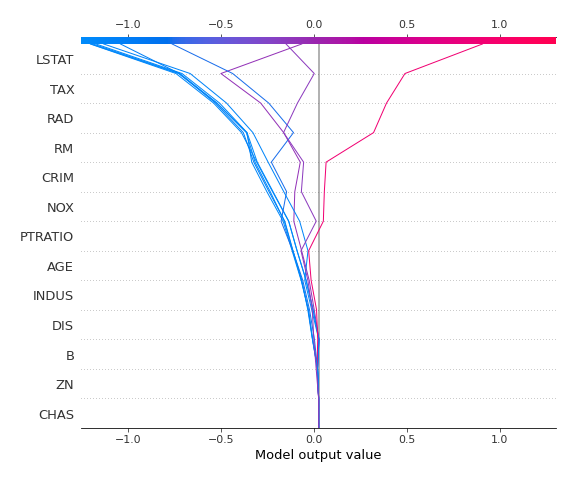 −1.0 −0.5 0.0 0.5 1.0
LSTAT
TAX
RAD
RM
CRIM
NOX
PTRATIO
AGE
INDUS
DIS
B
ZN
CHAS
−1.0 −0.5 0.0 0.5 1.0
Model output value